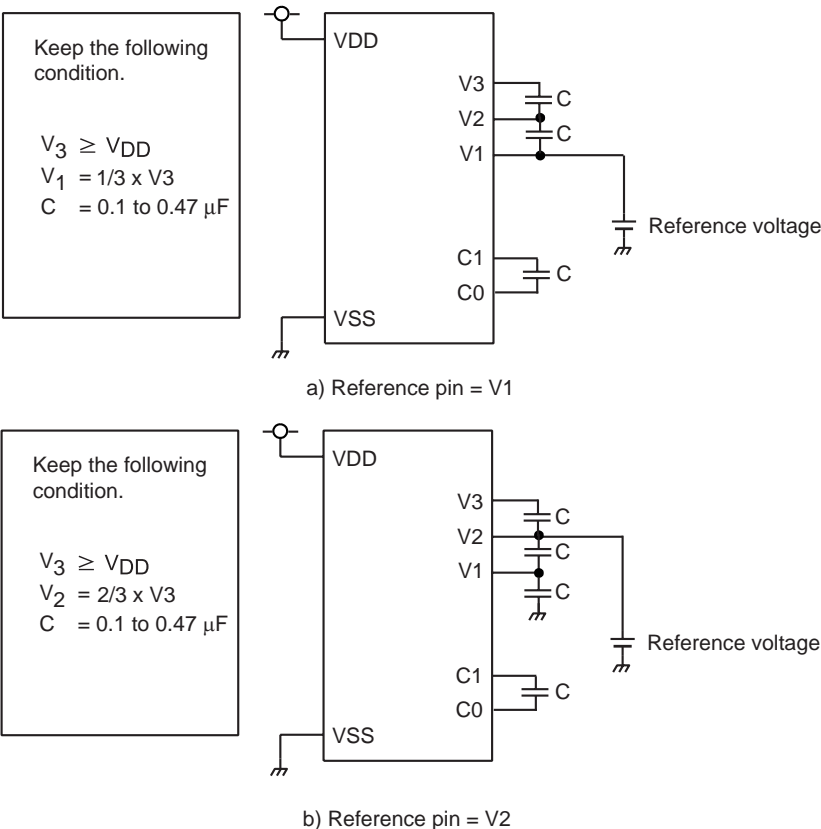 Keep the following
condition.
V3 ≥ VDD
V1 = 1/3 x V3
C = 0.1 to 0.47 μF
VDD
V3
C
V2
C
V1
Reference voltage
C1
C
C0
VSS
a) Reference pin = V1
Keep the following
condition.
V3 ≥ VDD
V2 = 2/3 x V3
C = 0.1 to 0.47 μF
VDD
V3
C
V2
C
V1
C
Reference voltage
C1
C
C0
VSS
b) Reference pin = V2